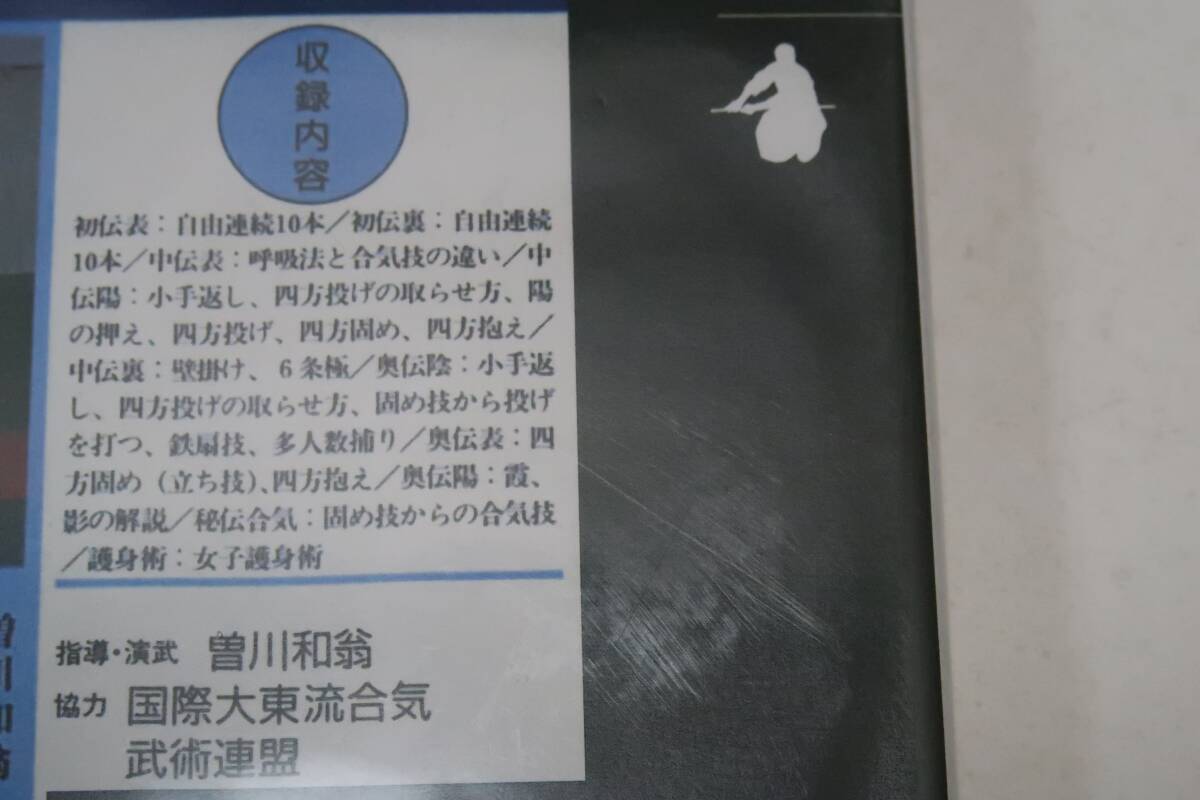 収録内容
初伝表：自由連続10本／初伝裏：自由連続
10本／中伝表：呼吸法と合気技の違い／中
伝陽：小手返し、四方投げの取らせ方、陽
の押え、四方投げ、四方固め、四方抱え／
中伝裏：壁掛け、６条極／奥伝陰：小手返
し、四方投げの取らせ方、固め技から投げ
を打つ、鉄扇技、多人数捕り／奥伝表：四
方固め（立ち技）、四方抱え／奥伝陽：霞、
影の解説／秘伝合気：固め技からの合気技
／護身術：女子護身術
指導・演武 曽川和翁
協力 国際大東流合気
武術連盟
曽川和翁